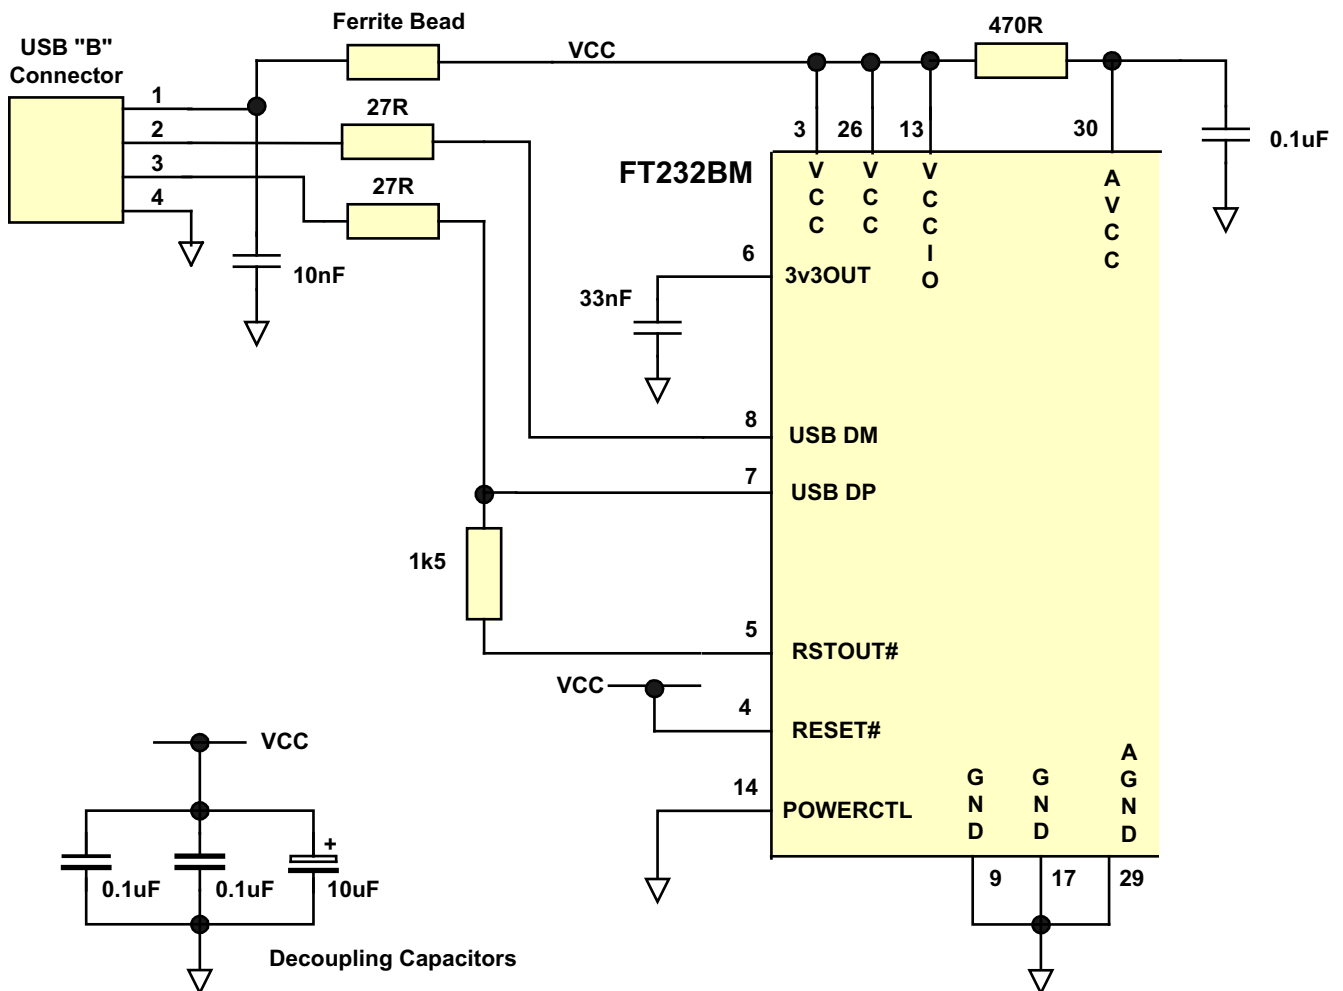 Ferrite Bead
470R
USB "B"
Connector
VCC
1
27R
2
3
26
13
30
0.1uF
3
27R
4
FT232BM
VCC
VCC
VCCIO
AVCC
6
3v3OUT
10nF
33nF
8
USB DM
7
USB DP
1k5
5
RSTOUT#
VCC
4
RESET#
VCC
14
POWERCTL
GND
GND
AGND
+
0.1uF
0.1uF
10uF
9
17
29
Decoupling Capacitors